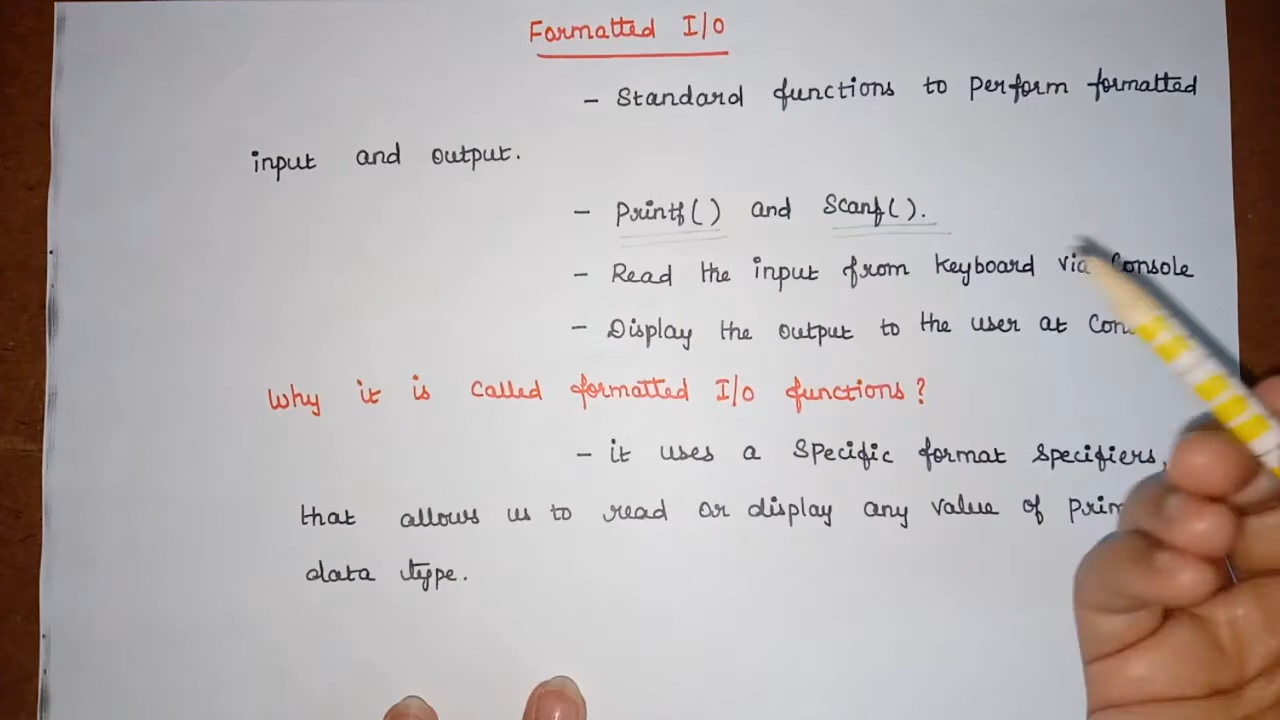 Formatted I/O
- Standard functions to perform formatted
input and output.
- Printf() and Scanf().
- Read the input from keyboard via Console
- Display the output to the user at
Why it is called formatted I/O functions?
- it uses a specific format specifiers,
that allows us to read or display any value of
data type.